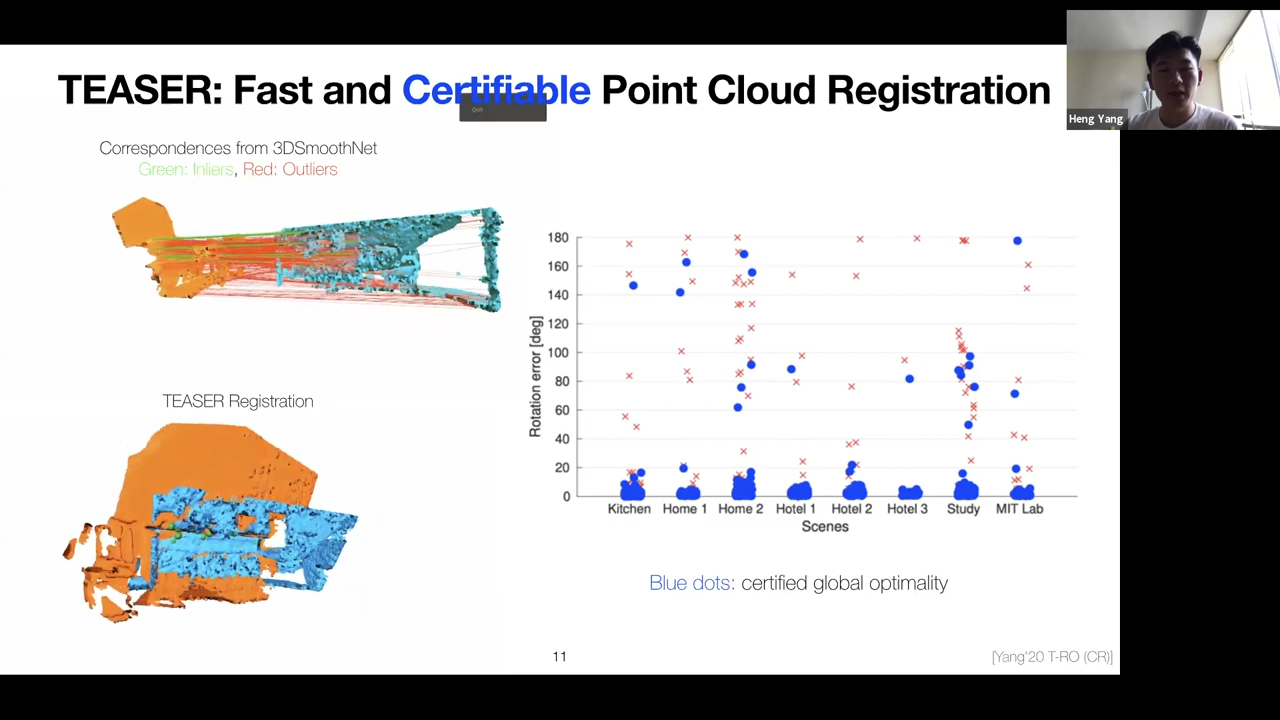 TEASER: Fast and Certifiable Point Cloud Registration
Quit
Heng Yang
Correspondences from 3DSmoothNet
Green: Inliers, Red: Outliers
TEASER Registration
Rotation error [deg]
180
160
140
120
100
80
60
40
20
0
Kitchen Home 1 Home 2 Hotel 1 Hotel 2 Hotel 3 Study MIT Lab
Scenes
Blue dots: certified global optimality
11
[Yang'20 T-RO (CR)]